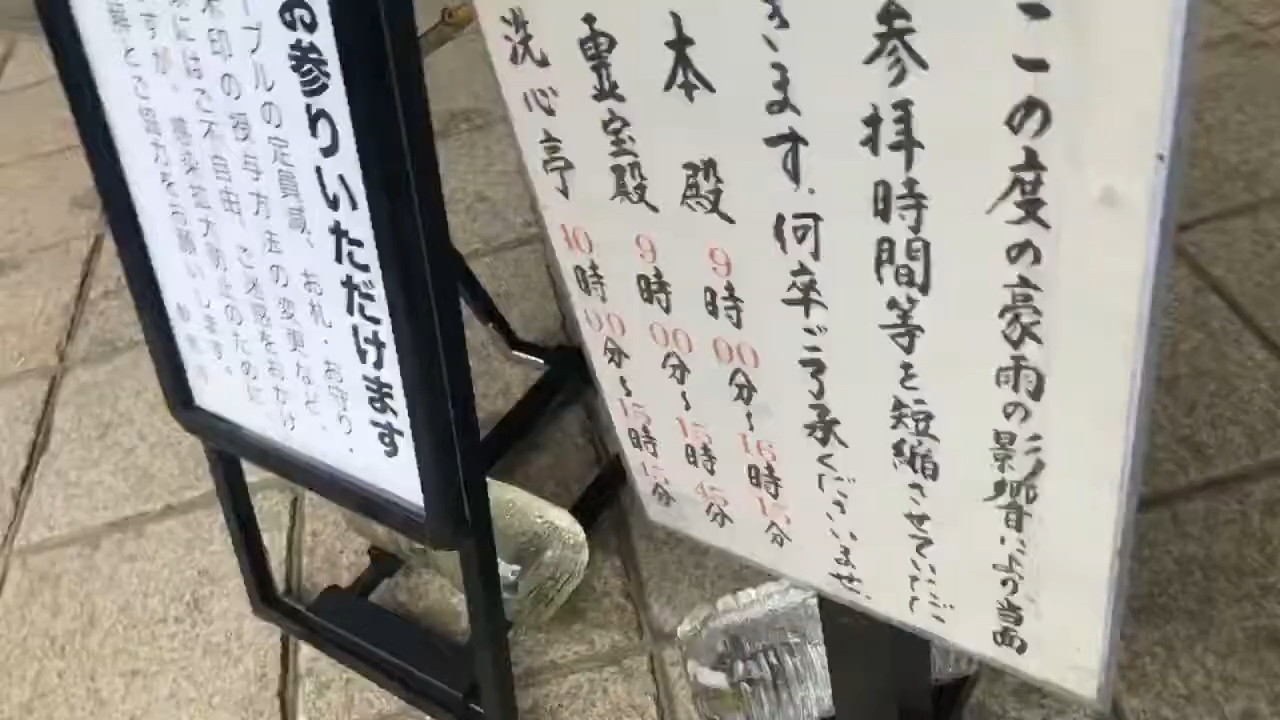 この度の豪雨の影響により当面
参拝時間等を短縮させていただ
きます。何卒ご了承くださいませ。
本殿 9時00分~16時15分
霊宝殿 9時00分~15時45分
洗心亭 10時00分~15時15分
お参りいただけます
ーブルの定員減、お札・お守り、
朱印の授与方法の変更など、
には ご不自由、ご迷惑をおかけ
すが、感染拡大防止のために
解とご協力をお願いします。